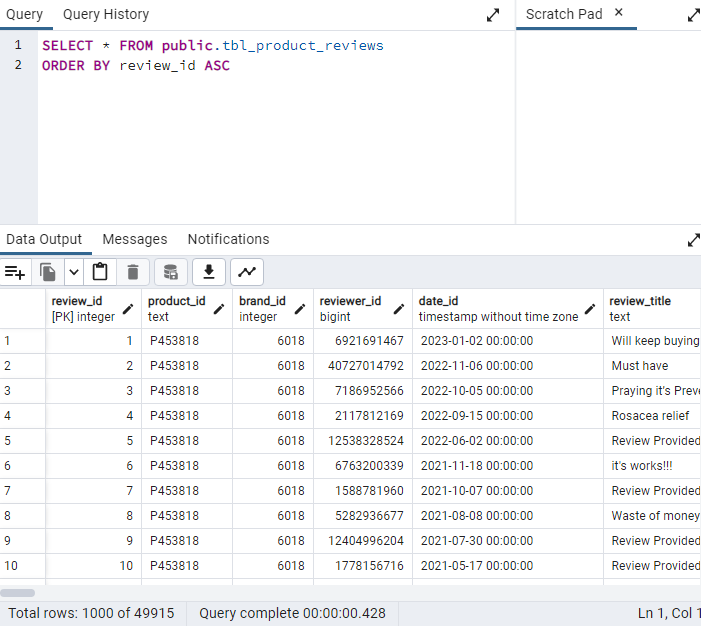 Query Query History Scratch Pad ×
1 SELECT * FROM public.tbl_product_reviews
2 ORDER BY review_id ASC
Data Output Messages Notifications
review_id product_id brand_id reviewer_id date_id review_title
[PK] integer text integer bigint timestamp without time zone text
1 1 P453818 6018 6921691467 2023-01-02 00:00:00 Will keep buying
2 2 P453818 6018 40727014792 2022-11-06 00:00:00 Must have
3 3 P453818 6018 7186952566 2022-10-05 00:00:00 Praying it's Prev
4 4 P453818 6018 2117812169 2022-09-15 00:00:00 Rosacea relief
5 5 P453818 6018 12538328524 2022-06-02 00:00:00 Review Provided
6 6 P453818 6018 6763200339 2021-11-18 00:00:00 it's works!!!
7 7 P453818 6018 1588781960 2021-10-07 00:00:00 Review Provided
8 8 P453818 6018 5282936677 2021-08-08 00:00:00 Waste of money
9 9 P453818 6018 12404996204 2021-07-30 00:00:00 Review Provided
10 10 P453818 6018 1778156716 2021-05-17 00:00:00 Review Provided
Total rows: 1000 of 49915 Query complete 00:00:00.428 Ln 1, Col 1